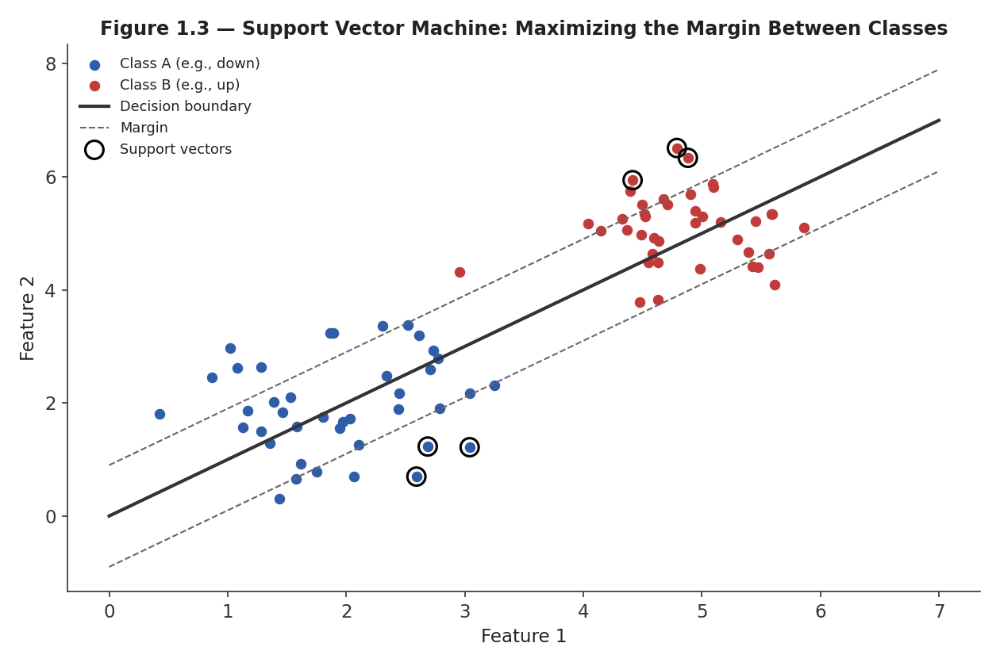 Figure 1.3 — Support Vector Machine: Maximizing the Margin Between Classes
Class A (e.g., down)
Class B (e.g., up)
Decision boundary
Margin
Support vectors
Feature 2
8
6
4
2
0
0 1 2 3 4 5 6 7
Feature 1